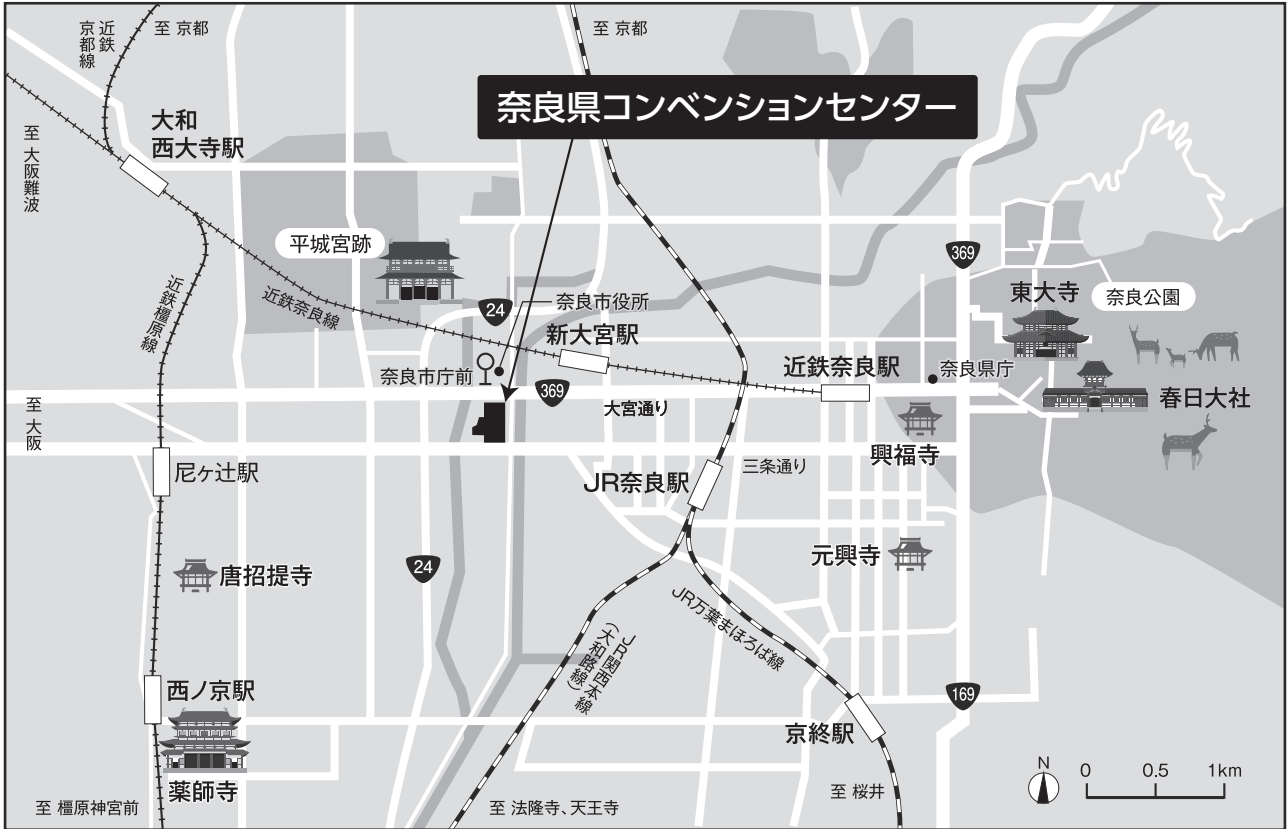 近鉄
京都線
至 京都
至 京都
奈良県コンベンションセンター
大和
西大寺駅
至 大阪難波
平城宮跡
369
東大寺
奈良公園
近鉄橿原線
近鉄奈良線
24
奈良市役所
新大宮駅
奈良市庁前
近鉄奈良駅
奈良県庁
369
大宮通り
春日大社
至 大阪
興福寺
尼ヶ辻駅
JR奈良駅
三条通り
元興寺
唐招提寺
24
JR万葉まほろば線
JR関西本線
(大和路線)
西ノ京駅
169
京終駅
薬師寺
N
0 0.5 1km
至 橿原神宮前
至 法隆寺、天王寺
至 桜井